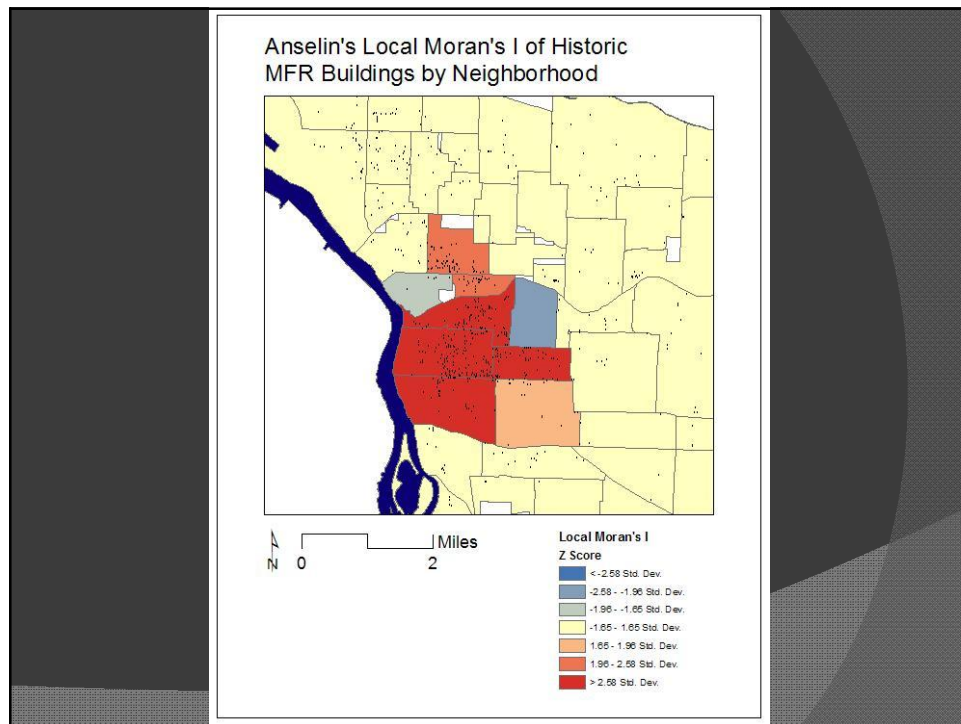 Anselin's Local Moran's I of Historic
MFR Buildings by Neighborhood
N
0
2
Miles
Local Moran's I
Z Score
< -2.58 Std. Dev.
-2.58 - -1.96 Std. Dev.
-1.96 - -1.65 Std. Dev.
-1.65 - 1.65 Std. Dev.
1.65 - 1.96 Std. Dev.
1.96 - 2.58 Std. Dev.
> 2.58 Std. Dev.